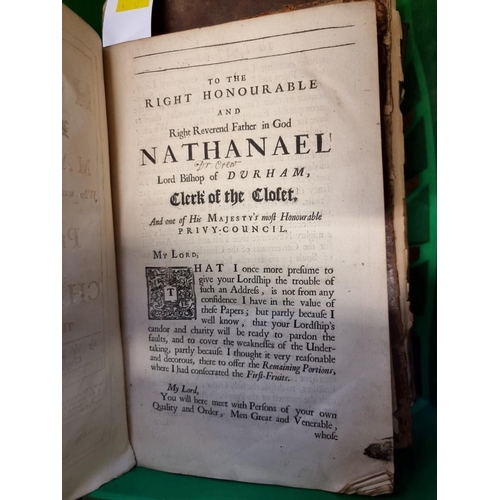 TO THE
RIGHT HONOURABLE
AND
Right Reverend Father in God
NATHANAEL
Dr Crew
Lord Bishop of DURHAM,
Clerk of the Closet,
And one of His MAJESTY's most Honourable
PRIVY-COUNCIL.
MY LORD,
THAT I once more presume to
give your Lordship the trouble of
such an Address, is not from any
confidence I have in the value of
these Papers; but partly because I
well know, that your Lordship's
candor and charity will be ready to pardon the
faults, and to cover the weaknesses of the Under-
taking, partly because I thought it very reasonable
and decorous, there to offer the Remaining Portions,
where I had consecrated the First-Fruits.
My Lord,
You will here meet with Persons of your own
Quality and Order, Men Great and Venerable,
whose